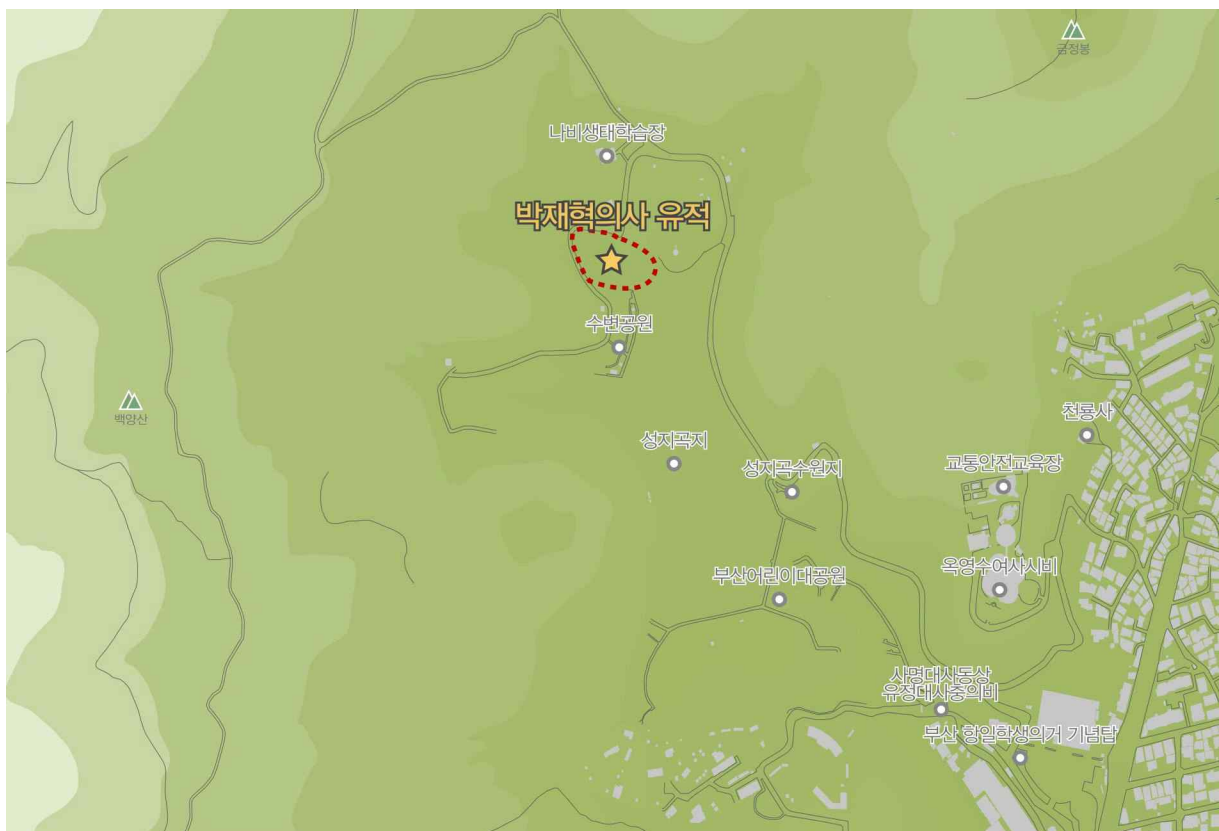 금정봉
나비생태학습장
박재혁의사 유적
수변공원
백양산
천룡사
성지곡지
성지곡수원지
교통안전교육장
부산어린이대공원
옥영수여사시비
사명대사동상
유정대사충의비
부산 항일학생의거 기념탑